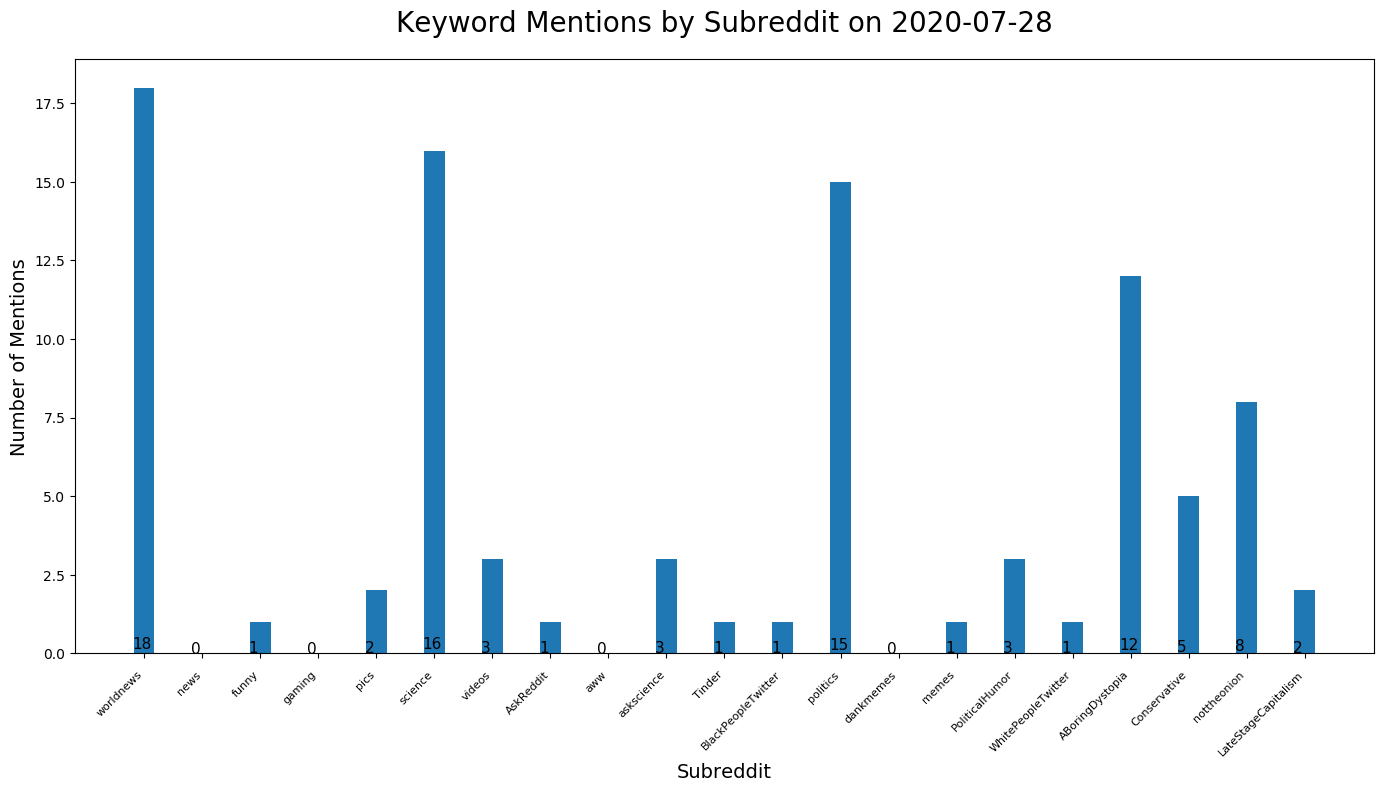 Keyword Mentions by Subreddit on 2020-07-28
Number of Mentions
17.5
15.0
12.5
10.0
7.5
5.0
2.5
0.0
18 0 1 0 2 16 3 1 0 3 1 1 15 0 1 3 1 12 5 8 2
worldnews
news
funny
gaming
pics
science
videos
AskReddit
aww
askscience
Tinder
BlackPeopleTwitter
politics
dankmemes
memes
PoliticalHumor
WhitePeopleTwitter
ABoringDystopia
Conservative
nottheonion
LateStageCapitalism
Subreddit